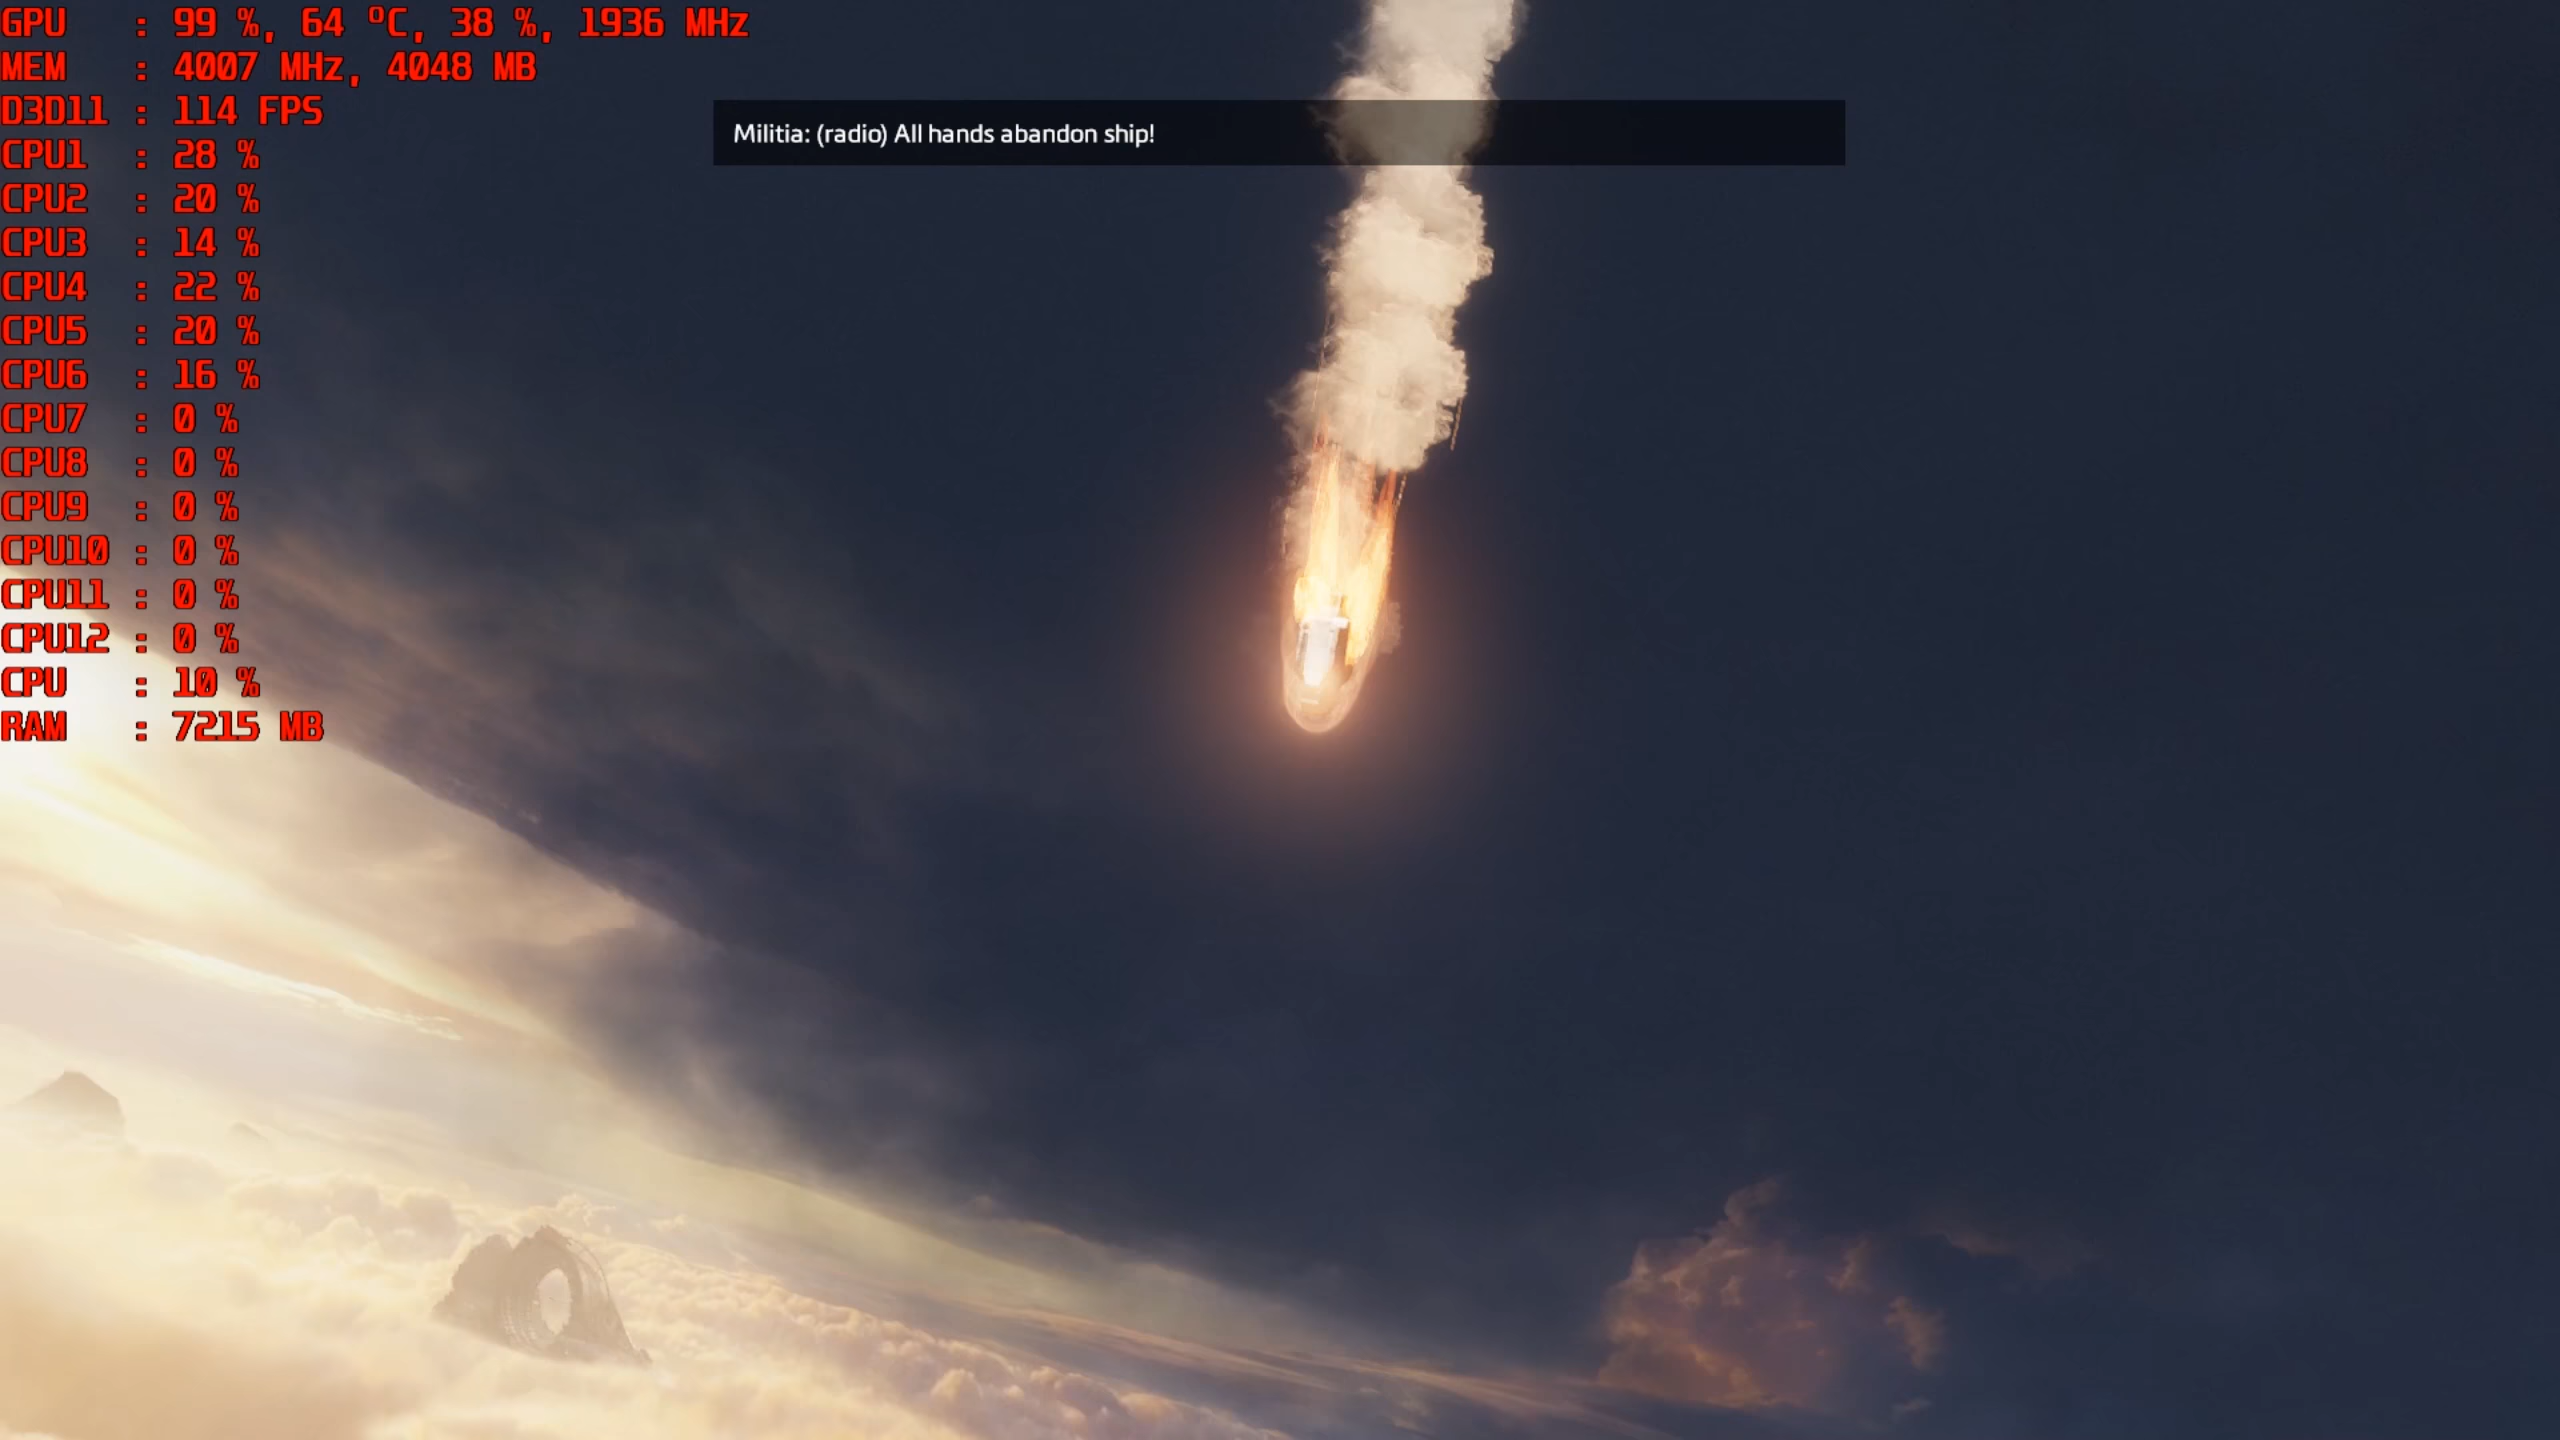 GPU : 99 %, 64 ºC, 38 %, 1936 MHz
MEM : 4007 MHz, 4048 MB
D3D11 : 114 FPS
CPU1 : 28 %
CPU2 : 20 %
CPU3 : 14 %
CPU4 : 22 %
CPU5 : 20 %
CPU6 : 16 %
CPU7 : 0 %
CPU8 : 0 %
CPU9 : 0 %
CPU10 : 0 %
CPU11 : 0 %
CPU12 : 0 %
CPU : 10 %
RAM : 7215 MB
Militia: (radio) All hands abandon ship!